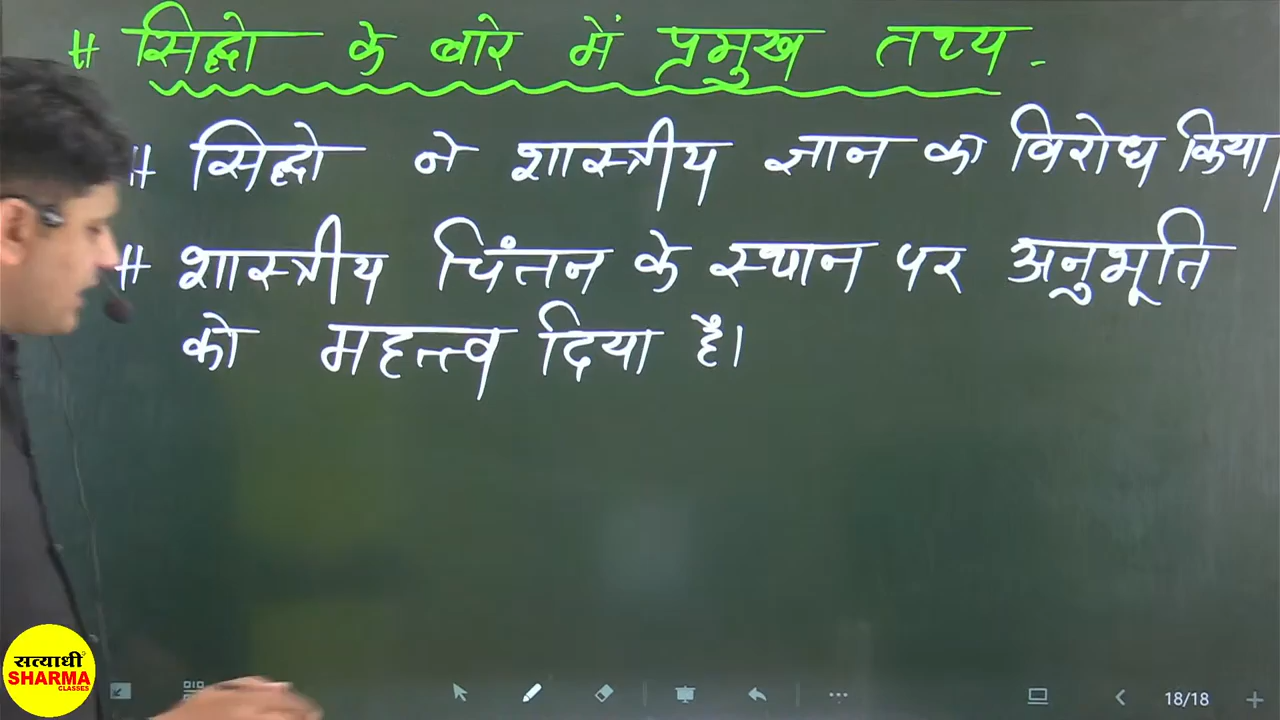 # सिद्धो के बारे में प्रमुख तथ्य -
# सिद्धो ने शास्त्रीय ज्ञान का विरोध किया।
# शास्त्रीय चिंतन के स्थान पर अनुभूति
को महत्त्व दिया है।
सत्याधी
SHARMA
CLASSES
18/18